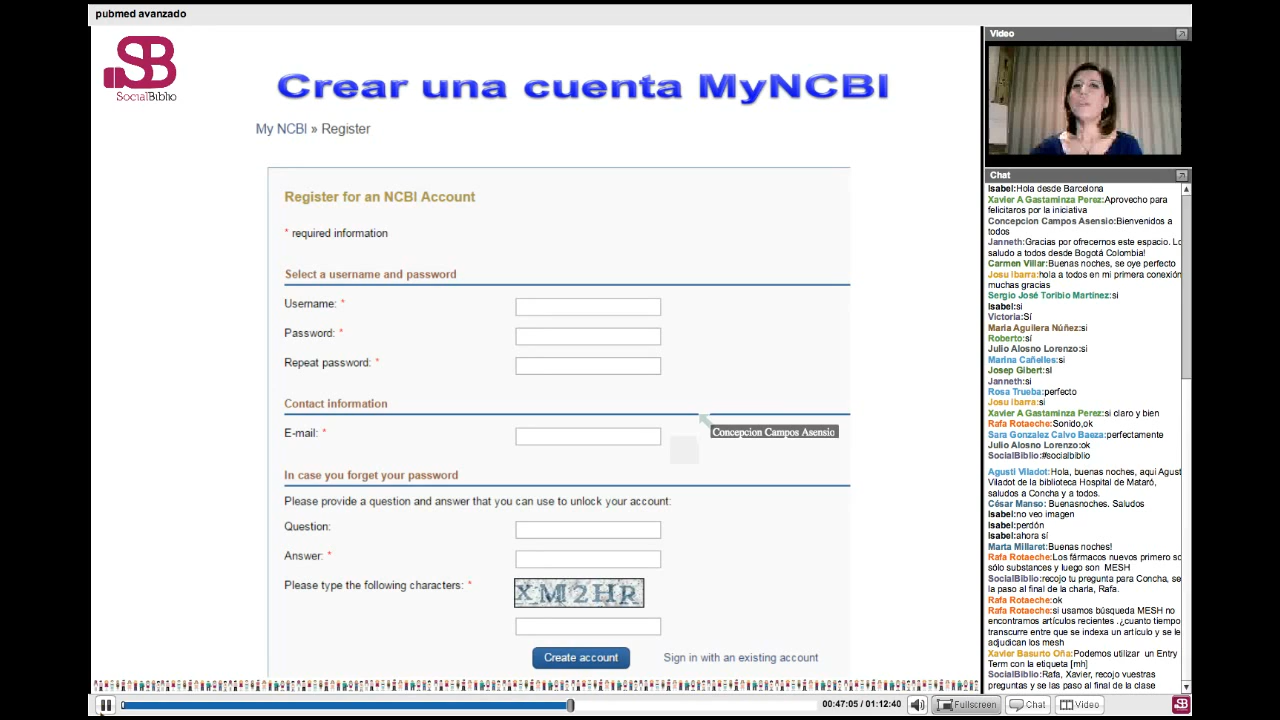 pubmed avanzado
SB
SocialBiblio
Crear una cuenta MyNCBI
My NCBI » Register
Register for an NCBI Account
* required information
Select a username and password
Username: *
Password: *
Repeat password: *
Contact information
E-mail: *
Concepcion Campos Asensio
In case you forget your password
Please provide a question and answer that you can use to unlock your account:
Question:
Answer: *
Please type the following characters: *
XM2HR
Create account
Sign in with an existing account
Video
Chat
Isabel:Hola desde Barcelona
Xavier A Gastaminza Perez:Aprovecho para
felicitaros por la iniciativa
Concepcion Campos Asensio:Bienvenidos a
todos
Janneth:Gracias por ofrecernos este espacio. Lo
saludo a todos desde Bogotá Colombia!
Carmen Villar:Buenas noches, se oye perfecto
Josu Ibarra:hola a todos en mi primera conexión
muchas gracias
Sergio José Toribio Martínez:si
Isabel:si
Victoria:Sí
Maria Aguilera Núñez:si
Roberto:sí
Julio Alosno Lorenzo:si
Marina Cañelles:si
Josep Gibert:sí
Janneth:si
Rosa Trueba:perfecto
Josu Ibarra:si
Xavier A Gastaminza Perez:si claro y bien
Rafa Rotaeche:Sonido,ok
Sara Gonzalez Calvo Baeza:perfectamente
Julio Alosno Lorenzo:ok
SocialBiblio:#socialbiblio
Agustí Viladot:Hola, buenas noches, aquí Agust
Viladot de la biblioteca Hospital de Mataró,
saludos a Concha y a todos.
César Manso: Buenasnoches. Saludos
Isabel:no veo imagen
Isabel:perdón
Isabel:ahora sí
Marta Millaret:Buenas noches!
Rafa Rotaeche:Los fármacos nuevos primero so
sólo substances y luego son MESH
SocialBiblio:recojo tu pregunta para Concha, se
la paso al final de la charla, Rafa.
Rafa Rotaeche:ok
Rafa Rotaeche:si usamos búsqueda MESH no
encontramos artículos recientes .¿cuanto tiempo
transcurre entre que se indexa un artículo y se le
adjudican los mesh
Xavier Basurto Oña:Podemos utilizar un Entry
Term con la etiqueta [mh]
SocialBiblio:Rafa, Xavier, recojo vuestras
preguntas y se las paso al final de la clase
00:47:05 / 01:12:40
Fullscreen
Chat
Video
SB